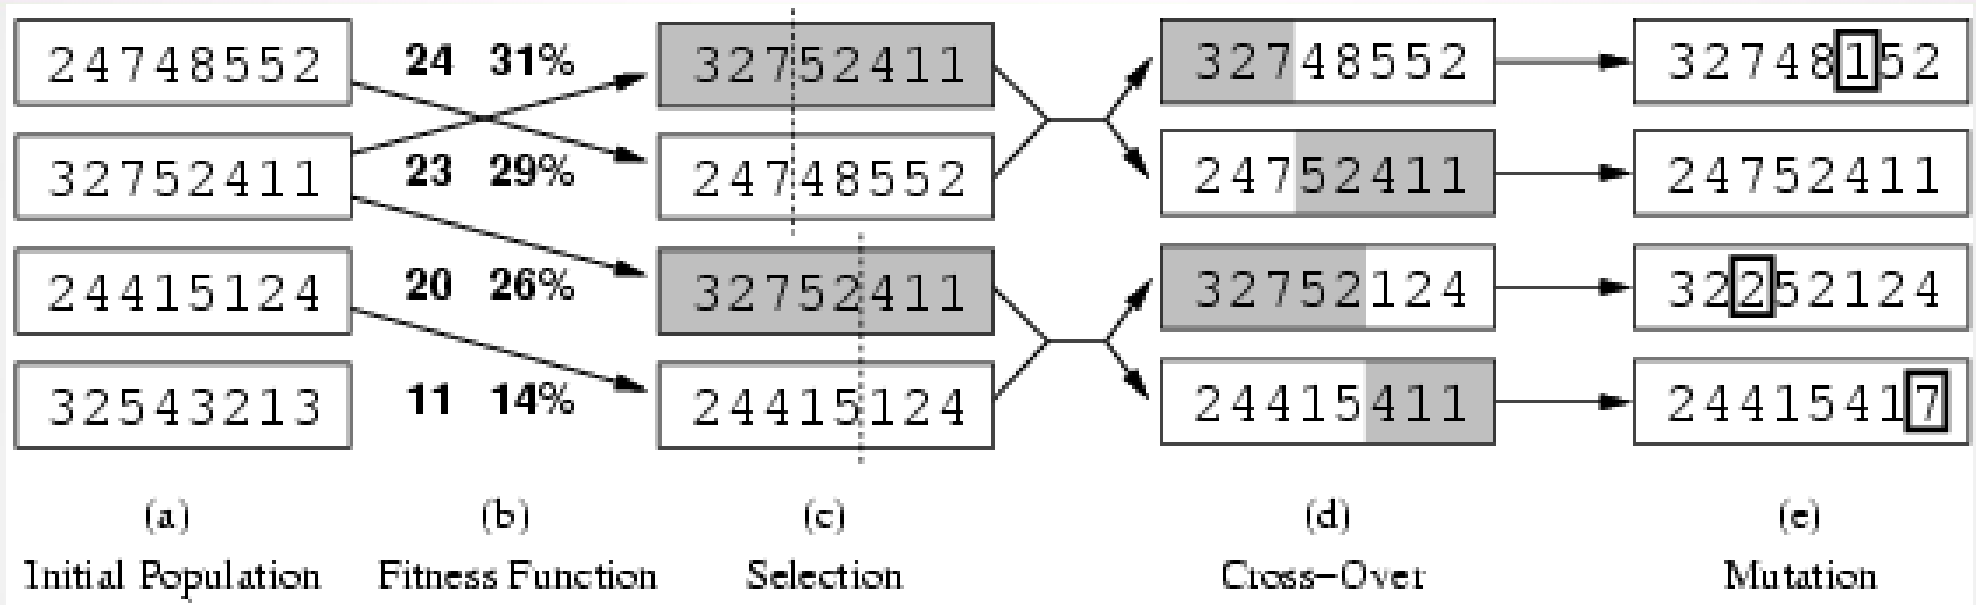 24748552 24 31% 32752411 32748552 32748152
32752411 23 29% 24748552 24752411 24752411
24415124 20 26% 32752411 32752124 32252124
32543213 11 14% 24415124 24415411 24415417
(a) (b) (c) (d) (e)
Initial Population Fitness Function Selection Cross-Over Mutation